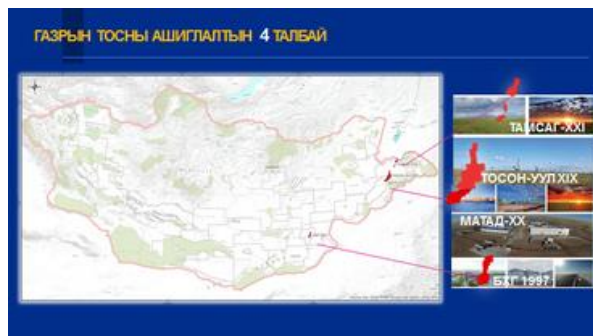 ГАЗРЫН ТОСНЫ АШИГЛАЛТЫН 4 ТАЛБАЙ
ТАМСАГ-XXI
ТОСОН-УУЛ XIX
МАТАД-XX
БХГ 1997